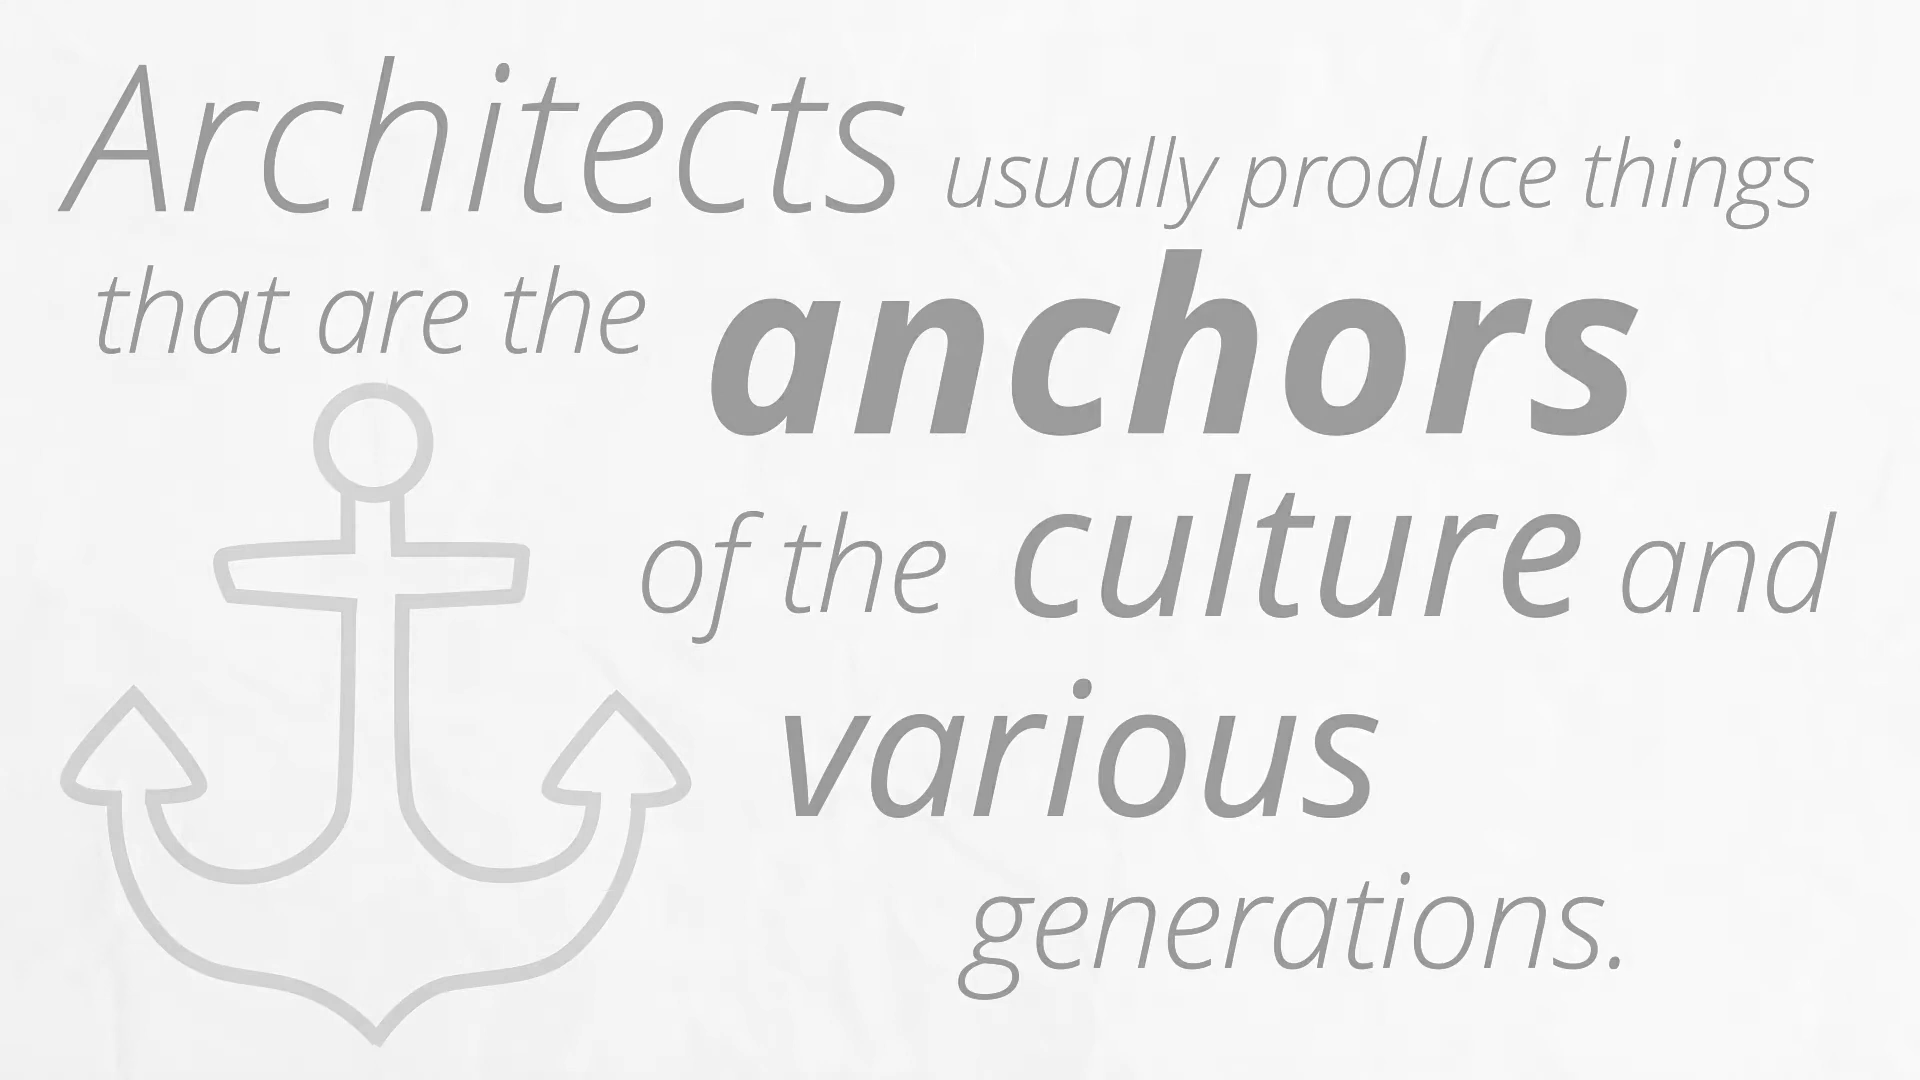 Architects usually produce things
that are the anchors
of the culture and
various
generations.